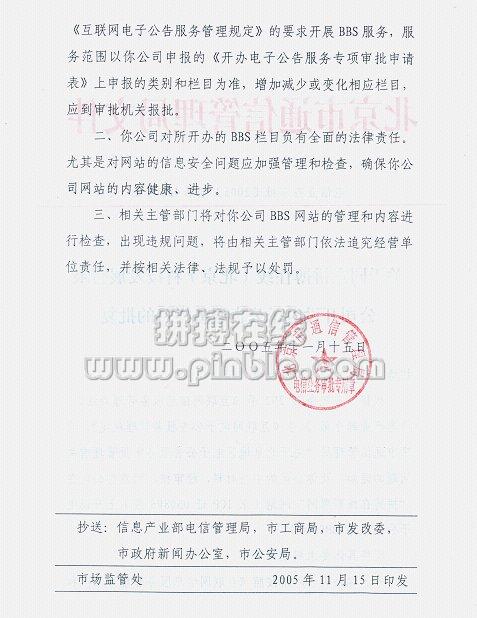 《互联网电子公告服务管理规定》的要求开展 BBS 服务，服
务范围以你公司申报的《开办电子公告服务专项审批申请
表》上申报的类别和栏目为准，增加减少或变化相应栏目，
应到审批机关报批。
二、你公司对所开办的 BBS 栏目负有全面的法律责任。
尤其是对网站的信息安全问题应加强管理和检查，确保你公
司网站的内容健康、进步。
三、相关主管部门将对你公司 BBS 网站的管理和内容进
行检查，出现违规问题，将由相关主管部门依法追究经营单
位责任，并按相关法律、法规予以处罚。
拼博在线
www.pinble.com
二〇〇五年十一月十五日
北京市通信管理局
电信业务审批专用章
抄送：信息产业部电信管理局，市工商局，市发改委，
市政府新闻办公室，市公安局。
市场监管处 2005 年 11 月 15 日印发